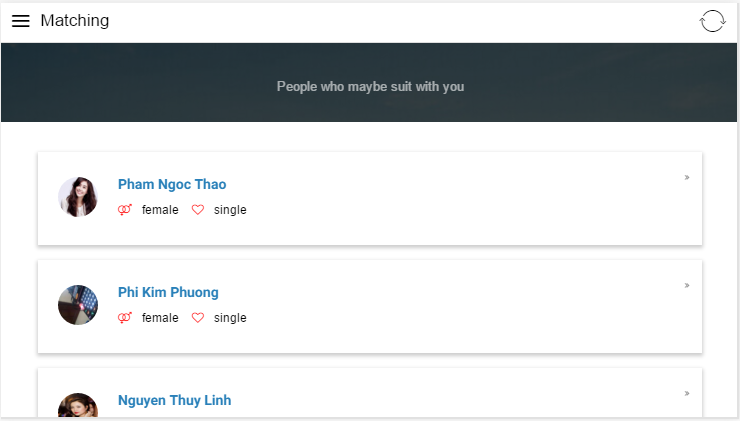 Matching
People who maybe suit with you
Pham Ngoc Thao
female single
Phi Kim Phuong
female single
Nguyen Thuy Linh